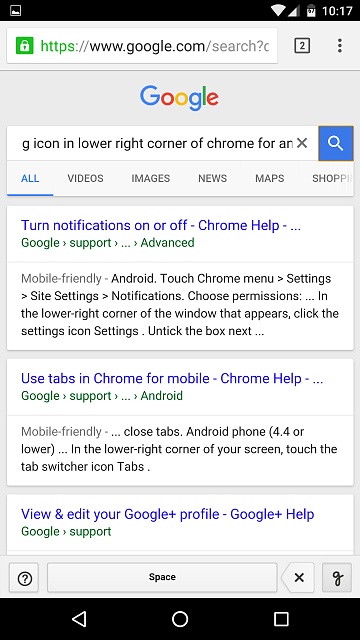 10:17
https://www.google.com/search?c
2
Google
g icon in lower right corner of chrome for an
ALL VIDEOS IMAGES NEWS MAPS SHOPPI
Turn notifications on or off - Chrome Help - ...
Google › support › ... › Advanced
Mobile-friendly - Android. Touch Chrome menu > Settings
> Site Settings > Notifications. Choose permissions: ... In
the lower-right corner of the window that appears, click the
settings icon Settings . Untick the box next ...
Use tabs in Chrome for mobile - Chrome Help - ...
Google › support › ... › Android
Mobile-friendly - ... close tabs. Android phone (4.4 or
lower) ... In the lower-right corner of your screen, touch the
tab switcher icon Tabs .
View & edit your Google+ profile - Google+ Help
Google › support
? Space g